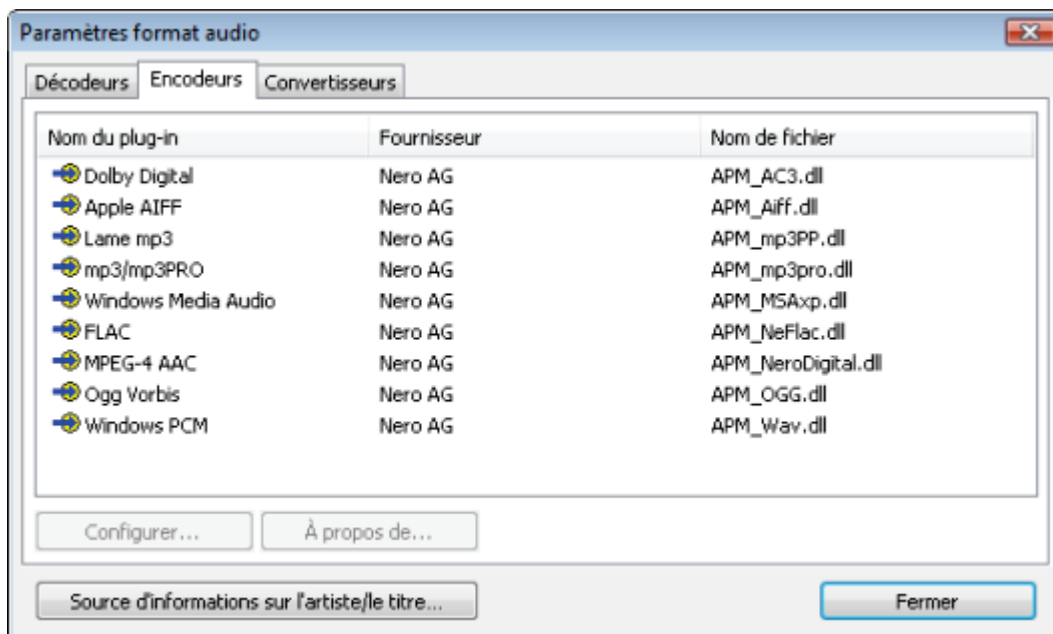 Paramètres format audio
Décodeurs Encodeurs Convertisseurs
Nom du plug-in Fournisseur Nom de fichier
Dolby Digital Nero AG APM_AC3.dll
Apple AIFF Nero AG APM_Aiff.dll
Lame mp3 Nero AG APM_mp3PP.dll
mp3/mp3PRO Nero AG APM_mp3pro.dll
Windows Media Audio Nero AG APM_MSAxp.dll
FLAC Nero AG APM_NeFlac.dll
MPEG-4 AAC Nero AG APM_NeroDigital.dll
Ogg Vorbis Nero AG APM_OGG.dll
Windows PCM Nero AG APM_Wav.dll
Configurer... À propos de...
Source d'informations sur l'artiste/le titre... Fermer